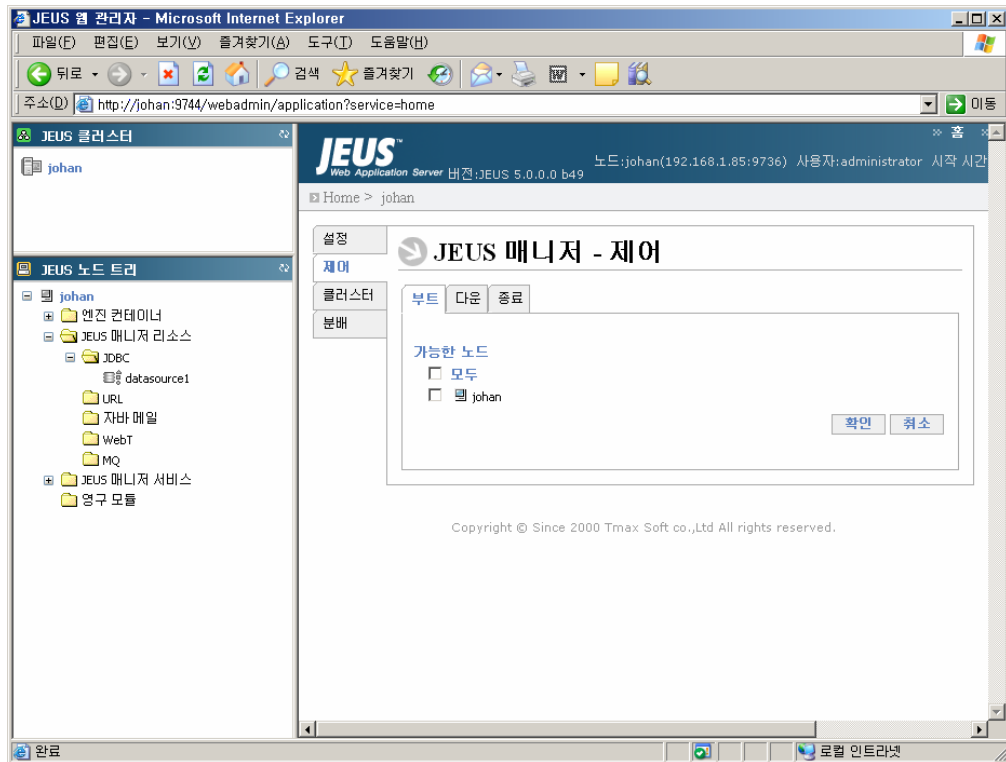 JEUS 웹 관리자 - Microsoft Internet Explorer
파일(F) 편집(E) 보기(V) 즐겨찾기(A) 도구(T) 도움말(H)
뒤로 검색 즐겨찾기
주소(D) http://johan:9744/webadmin/application?service=home 이동
JEUS 클러스터
johan
» 홈 »
JEUS™
Web Application Server 버전:JEUS 5.0.0.0 b49
노드:johan(192.168.1.85:9736) 사용자:administrator 시작 시간
Home > johan
JEUS 노드 트리
johan
엔진 컨테이너
JEUS 매니저 리소스
JDBC
datasource1
URL
자바 메일
WebT
MQ
JEUS 매니저 서비스
영구 모듈
설정
제어
클러스터
분배
JEUS 매니저 - 제어
부트 다운 종료
가능한 노드
모두
johan
확인 취소
Copyright © Since 2000 Tmax Soft co.,Ltd All rights reserved.
완료 로컬 인트라넷